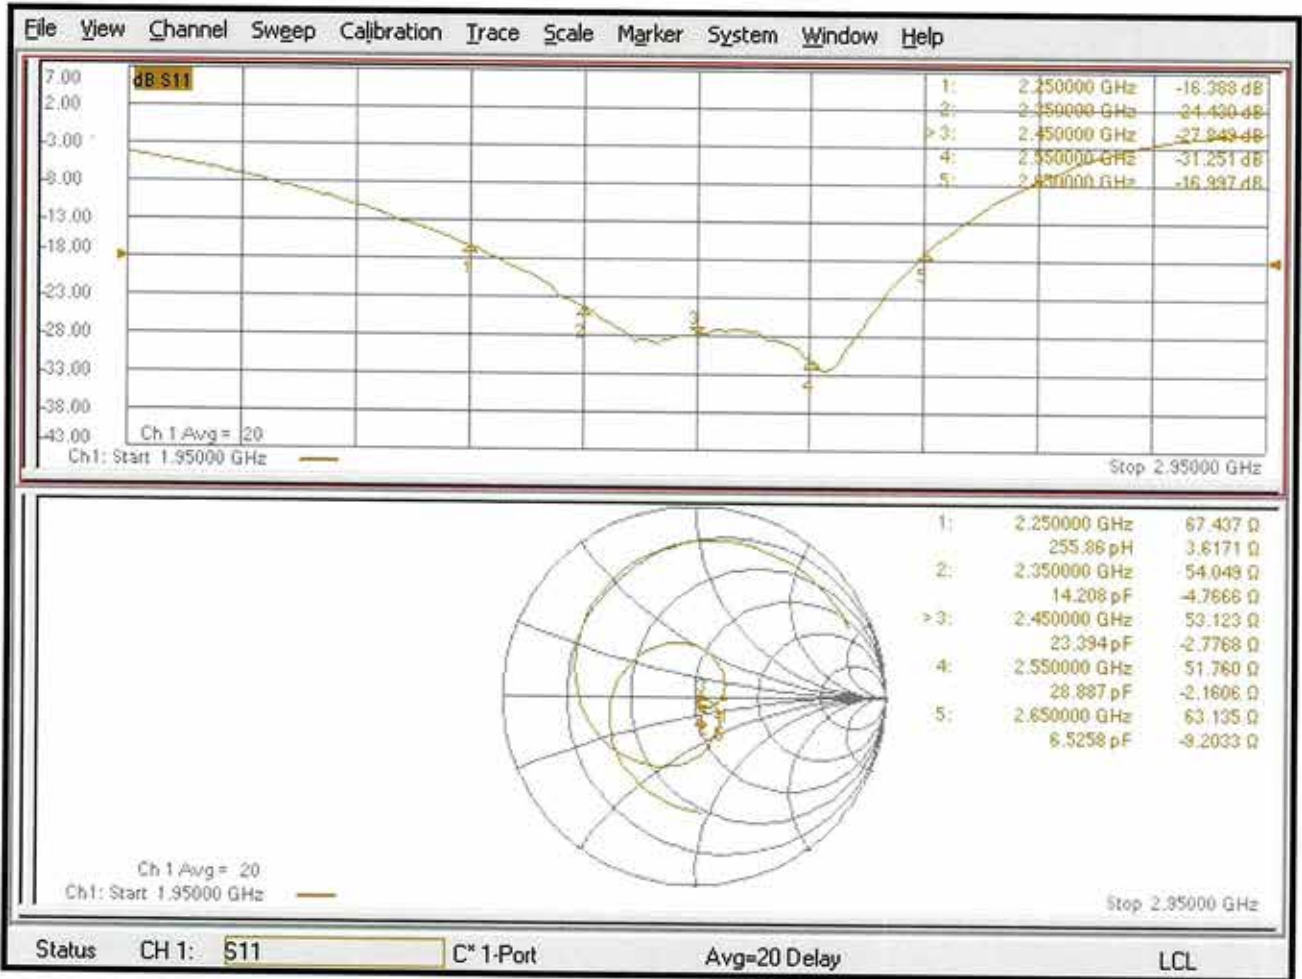 File View Channel Sweep Calibration Trace Scale Marker System Window Help
7.00
2.00
-3.00
-8.00
-13.00
-18.00
-23.00
-28.00
-33.00
-38.00
-43.00
dB S11
1: 2.250000 GHz -16.388 dB
2: 2.350000 GHz -24.430 dB
>3: 2.450000 GHz -27.849 dB
4: 2.550000 GHz -31.251 dB
5: 2.650000 GHz -16.997 dB
1
2
3
4
5
Ch 1 Avg = 20
Ch1: Start 1.95000 GHz
Stop 2.95000 GHz
1: 2.250000 GHz 67.437 Ω
255.86 pH 3.6171 Ω
2: 2.350000 GHz 54.049 Ω
14.208 pF -4.7666 Ω
>3: 2.450000 GHz 53.123 Ω
23.394 pF -2.7768 Ω
4: 2.550000 GHz 51.760 Ω
28.887 pF -2.1606 Ω
5: 2.650000 GHz 63.135 Ω
6.5258 pF -9.2033 Ω
Ch 1 Avg = 20
Ch1: Start 1.95000 GHz
Stop 2.95000 GHz
Status CH 1: S11 C* 1-Port Avg=20 Delay LCL